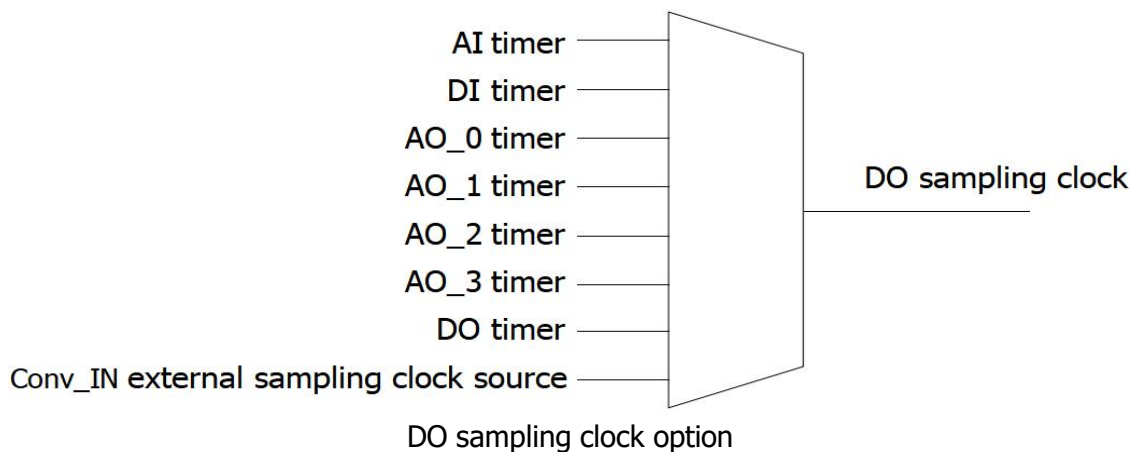 AI timer
DI timer
AO_0 timer
AO_1 timer
AO_2 timer
AO_3 timer
DO timer
Conv_IN external sampling clock source
DO sampling clock
DO sampling clock option